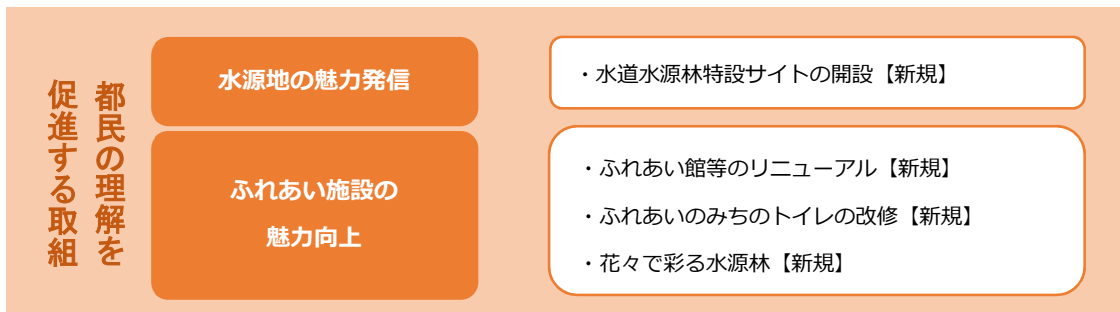 都民の理解を
促進する取組
水源地の魅力発信
・水道水源林特設サイトの開設【新規】
ふれあい施設の
魅力向上
・ふれあい館等のリニューアル【新規】
・ふれあいのみちのトイレの改修【新規】
・花々で彩る水源林【新規】